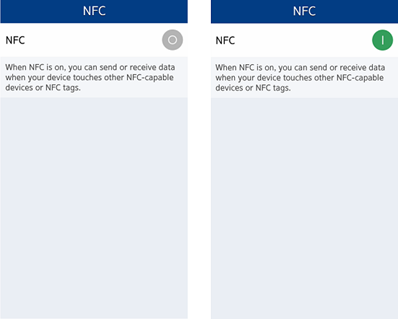 NFC
NFC
When NFC is on, you can send or receive data
when your device touches other NFC-capable
devices or NFC tags.
NFC
NFC
When NFC is on, you can send or receive data
when your device touches other NFC-capable
devices or NFC tags.